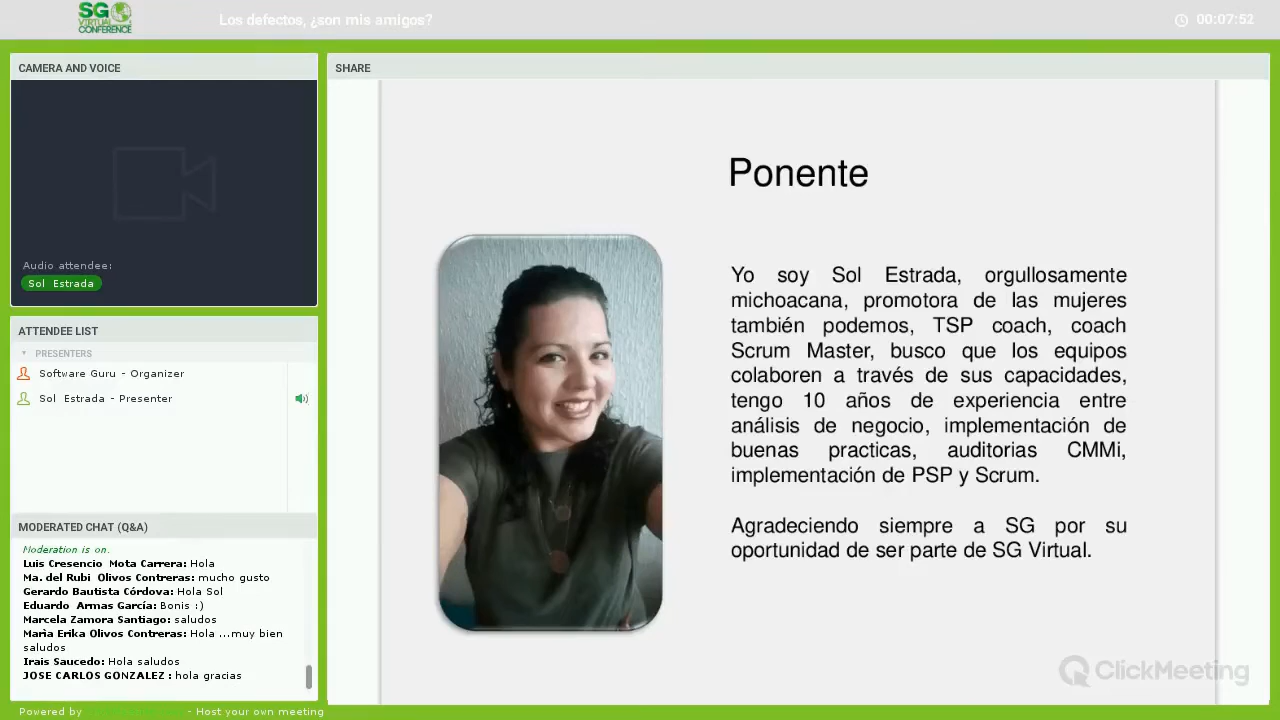 SG
VIRTUAL
CONFERENCE
Los defectos, ¿son mis amigos?
00:07:52
CAMERA AND VOICE
Audio attendee:
Sol Estrada
ATTENDEE LIST
PRESENTERS
Software Guru - Organizer
Sol Estrada - Presenter
MODERATED CHAT (Q&A)
Moderation is on.
Luis Cresencio Mota Carrera: Hola
Ma. del Rubi Olivos Contreras: mucho gusto
Gerardo Bautista Córdova: Hola Sol
Eduardo Armas García: Bonis :)
Marcela Zamora Santiago: saludos
Marìa Erika Olivos Contreras: Hola ...muy bien
saludos
Irais Saucedo: Hola saludos
JOSE CARLOS GONZALEZ : hola gracias
Powered by - Host your own meeting
SHARE
Ponente
Yo soy Sol Estrada, orgullosamente
michoacana, promotora de las mujeres
también podemos, TSP coach, coach
Scrum Master, busco que los equipos
colaboren a través de sus capacidades,
tengo 10 años de experiencia entre
análisis de negocio, implementación de
buenas practicas, auditorias CMMi,
implementación de PSP y Scrum.
Agradeciendo siempre a SG por su
oportunidad de ser parte de SG Virtual.
ClickMeeting